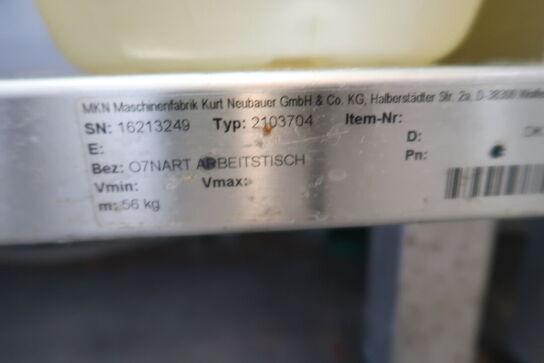 MKN Maschinenfabrik Kurt Neubauer GmbH & Co. KG, Halberstädter Str. 2a, D-38300
SN: 16213249 Typ: 2103704 Item-Nr:
E: D:
Bez: O7NART ARBEITSTISCH Pn:
Vmin: Vmax:
m: 56 kg